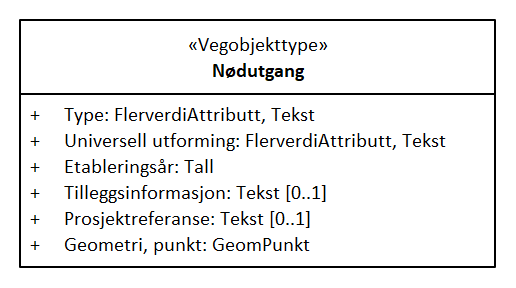 «Vegobjekttype»
Nødutgang
+ Type: FlerverdiAttributt, Tekst
+ Universell utforming: FlerverdiAttributt, Tekst
+ Etableringsår: Tall
+ Tilleggsinformasjon: Tekst [0..1]
+ Prosjektreferanse: Tekst [0..1]
+ Geometri, punkt: GeomPunkt